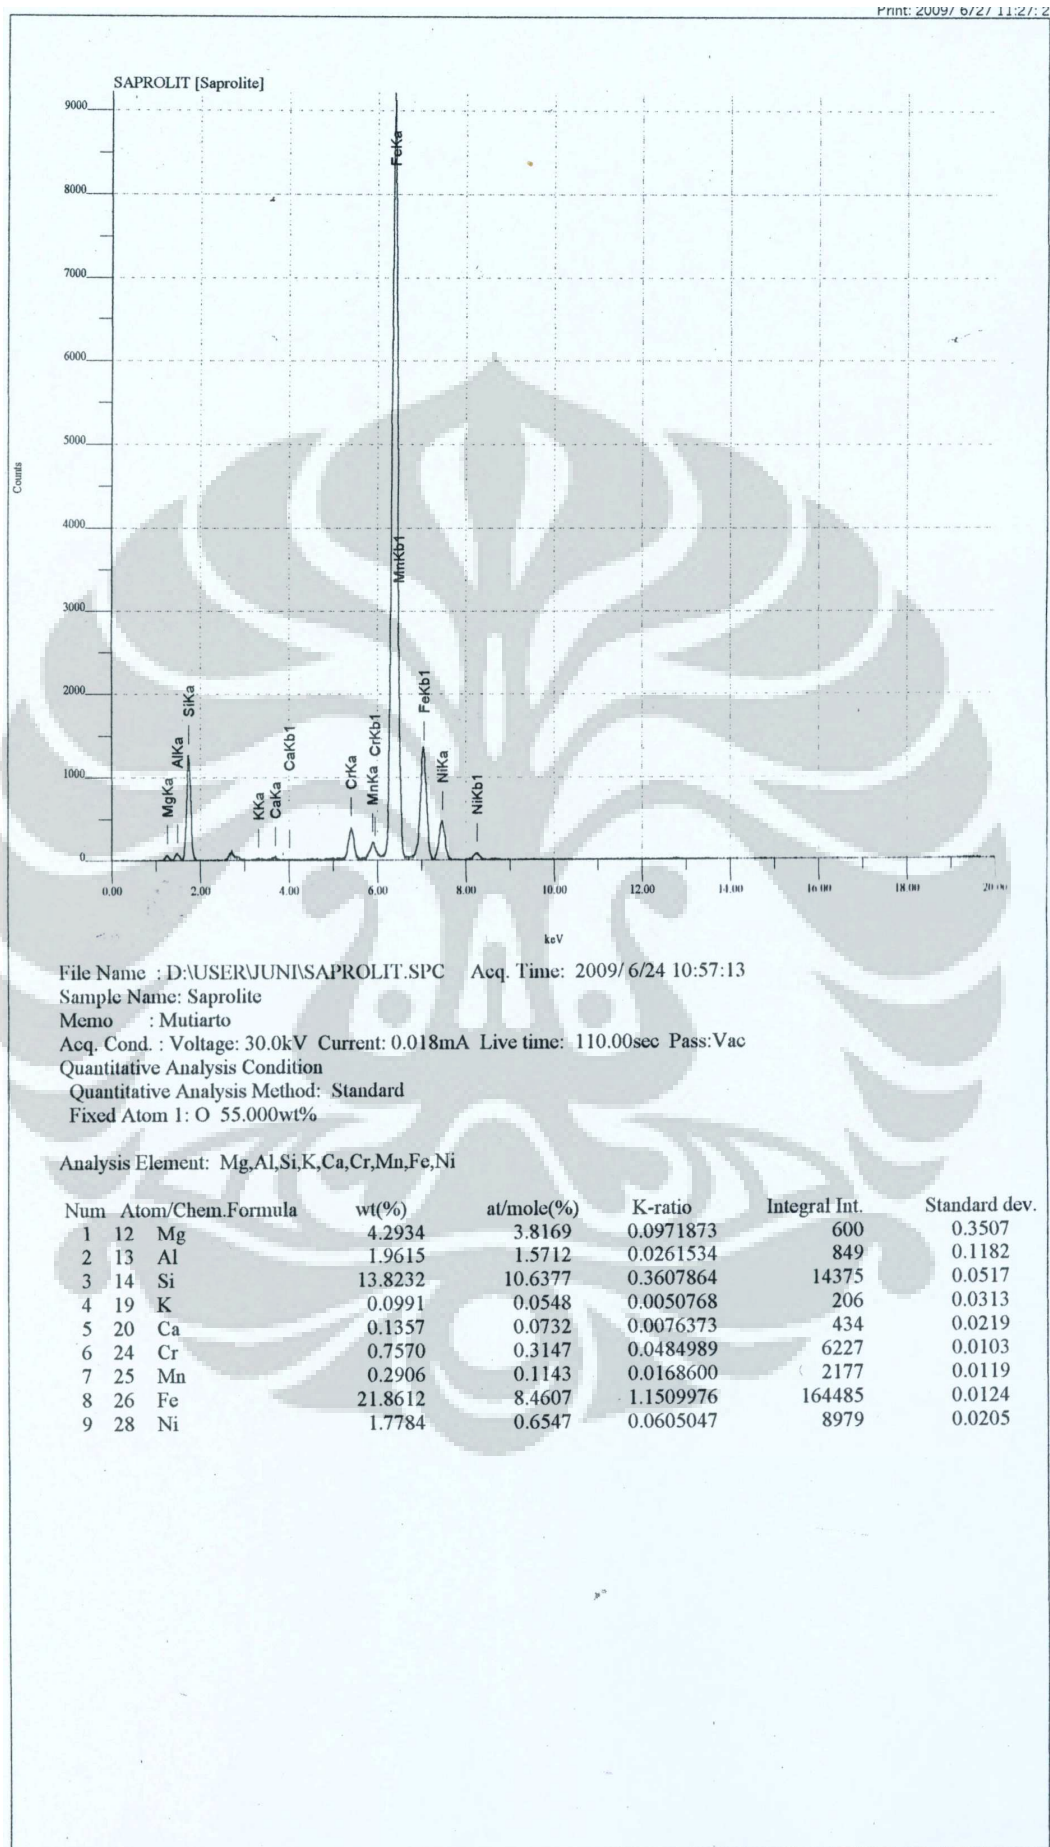 Print: 2009/ 6/27 11:27:2
SAPROLIT [Saprolite]
9000
8000
7000
6000
5000
4000
3000
2000
1000
0
Counts
MgKa
AlKa
SiKa
KKa
CaKa
CaKb1
CrKa
MnKa
CrKb1
FeKa
MnKb1
FeKb1
NiKa
NiKb1
0.00 2.00 4.00 6.00 8.00 10.00 12.00 14.00 16.00 18.00 20.00
keV
File Name : D:\USER\JUNI\SAPROLIT.SPC Acq. Time: 2009/ 6/24 10:57:13
Sample Name: Saprolite
Memo : Mutiarto
Acq. Cond. : Voltage: 30.0kV Current: 0.018mA Live time: 110.00sec Pass:Vac
Quantitative Analysis Condition
Quantitative Analysis Method: Standard
Fixed Atom 1: O 55.000wt%
Analysis Element: Mg,Al,Si,K,Ca,Cr,Mn,Fe,Ni
Num Atom/Chem.Formula wt(%) at/mole(%) K-ratio Integral Int. Standard dev.
1 12 Mg 4.2934 3.8169 0.0971873 600 0.3507
2 13 Al 1.9615 1.5712 0.0261534 849 0.1182
3 14 Si 13.8232 10.6377 0.3607864 14375 0.0517
4 19 K 0.0991 0.0548 0.0050768 206 0.0313
5 20 Ca 0.1357 0.0732 0.0076373 434 0.0219
6 24 Cr 0.7570 0.3147 0.0484989 6227 0.0103
7 25 Mn 0.2906 0.1143 0.0168600 2177 0.0119
8 26 Fe 21.8612 8.4607 1.1509976 164485 0.0124
9 28 Ni 1.7784 0.6547 0.0605047 8979 0.0205